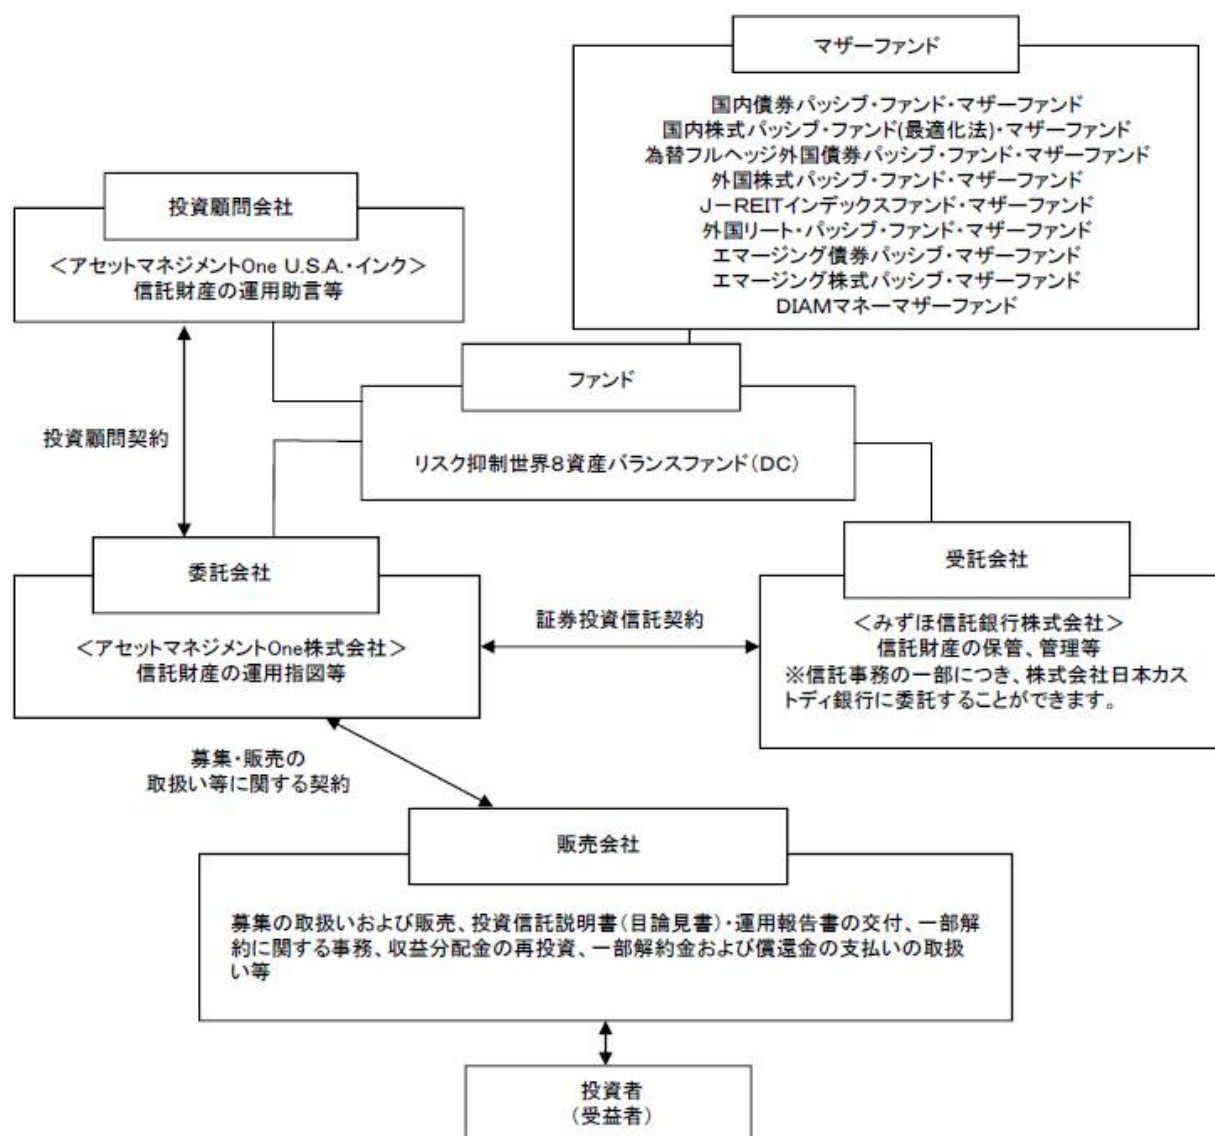 マザーファンド
国内債券パッシブ・ファンド・マザーファンド
国内株式パッシブ・ファンド(最適化法)・マザーファンド
為替フルヘッジ外国債券パッシブ・ファンド・マザーファンド
外国株式パッシブ・ファンド・マザーファンド
J－REITインデックスファンド・マザーファンド
外国リート・パッシブ・ファンド・マザーファンド
エマージング債券パッシブ・マザーファンド
エマージング株式パッシブ・マザーファンド
DIAMマネーマザーファンド
投資顧問会社
＜アセットマネジメントOne U.S.A.・インク＞
信託財産の運用助言等
ファンド
リスク抑制世界８資産バランスファンド（DC）
投資顧問契約
委託会社
＜アセットマネジメントOne株式会社＞
信託財産の運用指図等
証券投資信託契約
受託会社
＜みずほ信託銀行株式会社＞
信託財産の保管、管理等
※信託事務の一部につき、株式会社日本カス
トディ銀行に委託することができます。
募集・販売の
取扱い等に関する契約
販売会社
募集の取扱いおよび販売、投資信託説明書（目論見書）・運用報告書の交付、一部解
約に関する事務、収益分配金の再投資、一部解約金および償還金の支払いの取扱
い等
投資者
（受益者）